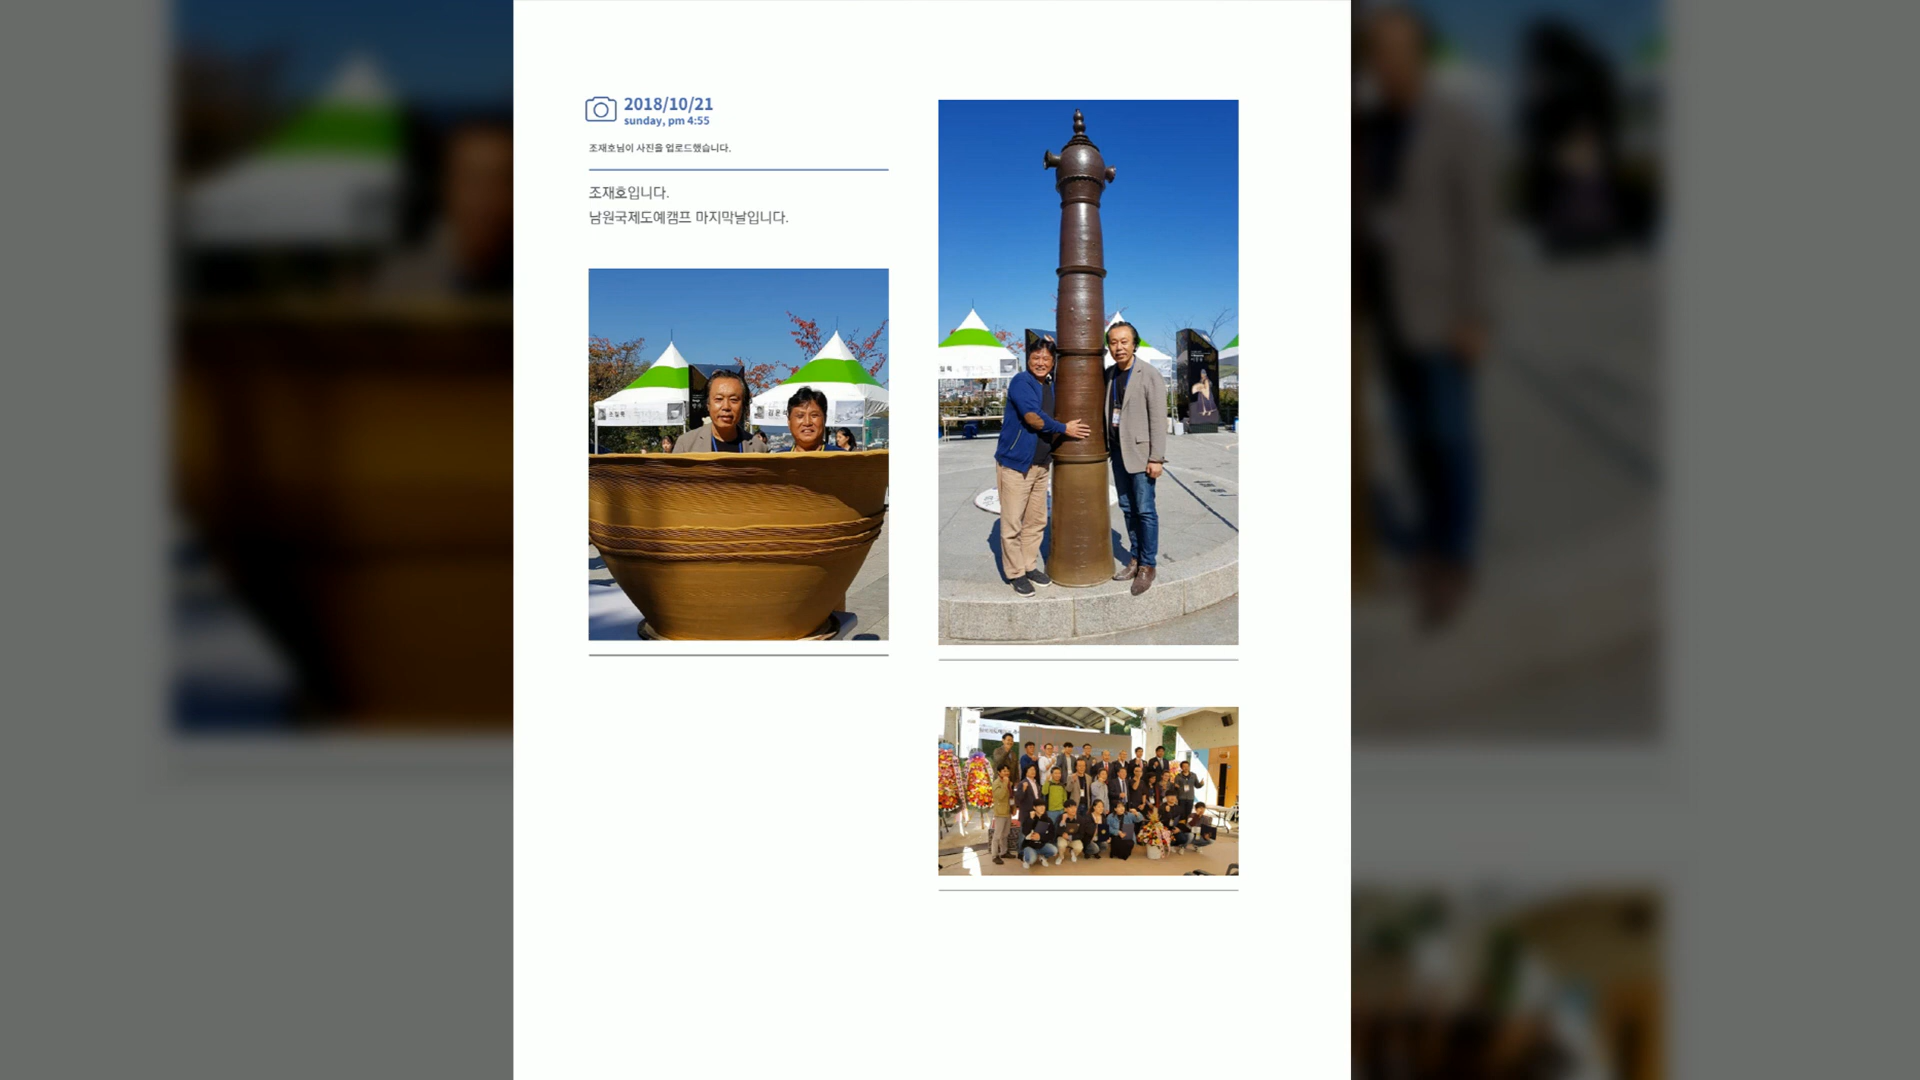 2018/10/21
sunday, pm 4:55
조재호님이 사진을 업로드했습니다.
조재호입니다.
남원국제도예캠프 마지막날입니다.